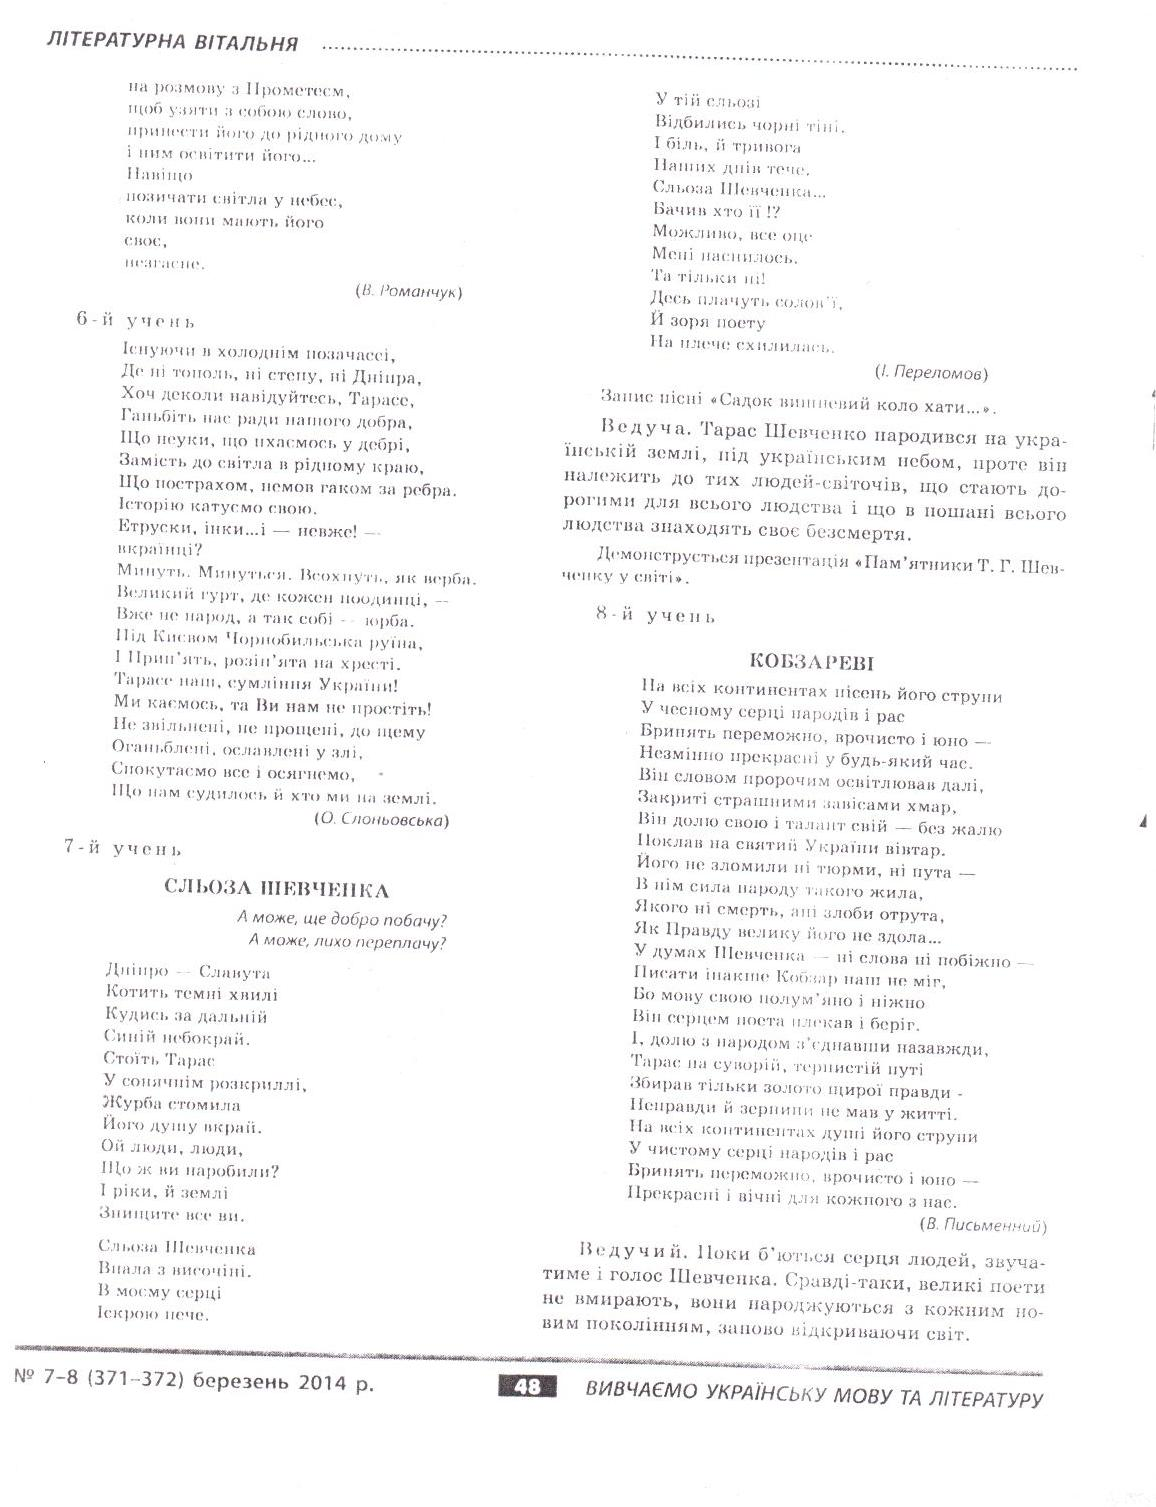 ЛІТЕРАТУРНА ВІТАЛЬНЯ
на розмову з Прометеєм,
щоб узяти з собою слово,
принести його до рідного дому
і ним освітити його...
Навіщо
позичати світла у небес,
коли вони мають його
своє,
незгасне.
(В. Романчук)
6-й учень
Існуючи в холоднім позачассі,
Де ні тополь, ні степу, ні Дніпра,
Хоч деколи навідуйтесь, Тарасе,
Ганьбіть нас ради нашого добра,
Що неуки, що пхаємось у дебрі,
Замість до світла в рідному краю,
Що пострахом, немов гаком за ребра.
Історію катуємо свою.
Етруски, інки...і — невже! —
вкраїнці?
Минуть. Минуться. Всохнуть, як верба.
Великий гурт, де кожен поодинці, —
Вже не народ, а так собі — юрба.
Під Києвом Чорнобильська руїна,
І Прип'ять, розіп'ята на хресті.
Тарасе наш, сумління України!
Ми каємось, та Ви нам не простіть!
Не звільнені, не прощені, до щему
Оганьблені, ославлені у злі,
Спокутаємо все і осягнемо,
Що нам судилось й хто ми на землі.
(О. Слоньовська)
7-й учень
СЛЬОЗА ШЕВЧЕНКА
А може, ще добро побачу?
А може, лихо переплачу?
Дніпро — Славута
Котить темні хвилі
Кудись за дальній
Синій небокрай.
Стоїть Тарас
У сонячнім розкриллі,
Журба стомила
Його душу вкрай.
Ой люди, люди,
Що ж ви наробили?
І ріки, й землі
Знищите все ви.
Сльоза Шевченка
Впала з височіні.
В моєму серці
Іскрою пече.
У тій сльозі
Відбились чорні тіні.
І біль, й тривога
Наших днів тече.
Сльоза Шевченка...
Бачив хто її !?
Можливо, все оце
Мені наснилось.
Та тільки ні!
Десь плачуть солов'ї,
Й зоря поету
На плече схилилась.
(І. Переломов)
Запис пісні «Садок вишневий коло хати...».
Ведуча. Тарас Шевченко народився на укра-
їнській землі, під українським небом, проте він
належить до тих людей-світочів, що стають до-
рогими для всього людства і що в пошані всього
людства знаходять своє безсмертя.
Демонструється презентація «Пам'ятники Т. Г. Шев-
ченку у світі».
8-й учень
КОБЗАРЕВІ
На всіх континентах пісень його струни
У чесному серці народів і рас
Бринять переможно, врочисто і юно —
Незмінно прекрасні у будь-який час.
Він словом пророчим освітлював далі,
Закриті страшними завісами хмар,
Він долю свою і талант свій — без жалю
Поклав на святий України вівтар.
Його не зломили ні тюрми, ні пута —
В нім сила народу такого жила,
Якого ні смерть, ані злоби отрута,
Як Правду велику його не здола...
У думах Шевченка — ні слова ні побіжно —
Писати інакше Кобзар наш не міг,
Бо мову свою полум'яно і ніжно
Він серцем поета плекав і беріг.
І, долю з народом з'єднавши назавжди,
Тарас на суворій, тернистій путі
Збирав тільки золото щирої правди -
Неправди й зернини не мав у житті.
На всіх континентах душі його струни
У чистому серці народів і рас
Бринять переможно, врочисто і юно —
Прекрасні і вічні для кожного з нас.
(В. Письменний)
Ведучий. Поки б'ються серця людей, звуча-
тиме і голос Шевченка. Справді-таки, великі поети
не вмирають, вони народжуються з кожним но-
вим поколінням, заново відкриваючи світ.
№ 7–8 (371–372) березень 2014 р.
48
ВИВЧАЄМО УКРАЇНСЬКУ МОВУ ТА ЛІТЕРАТУРУ